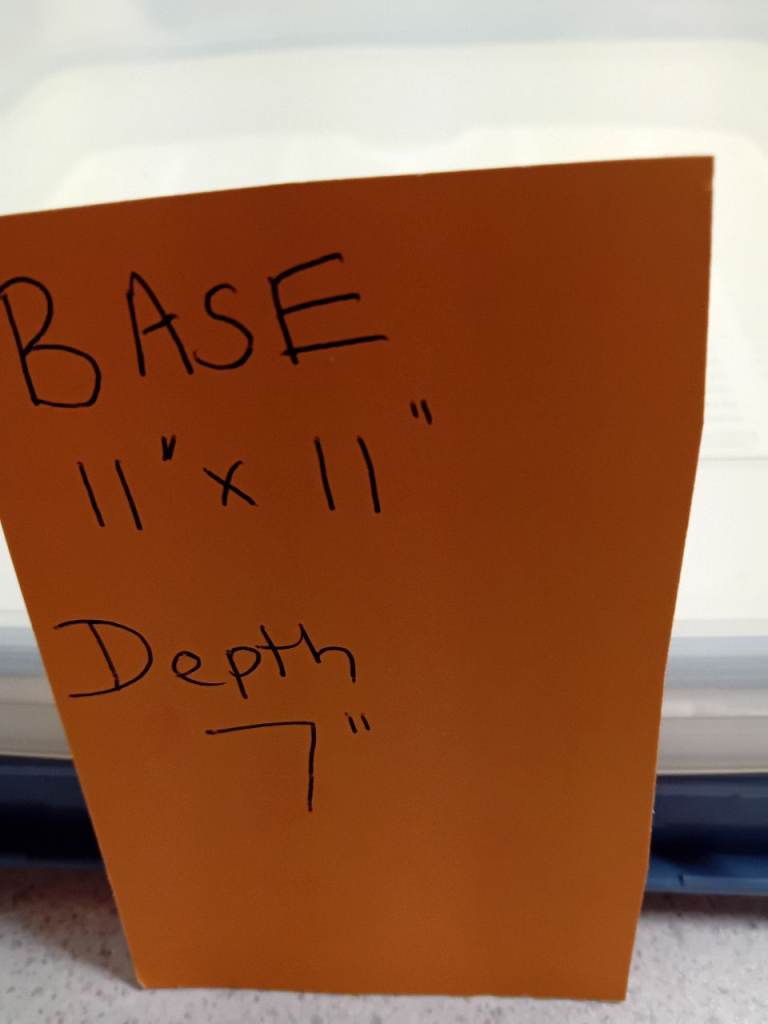 BASE
11" x 11"
Depth
7"